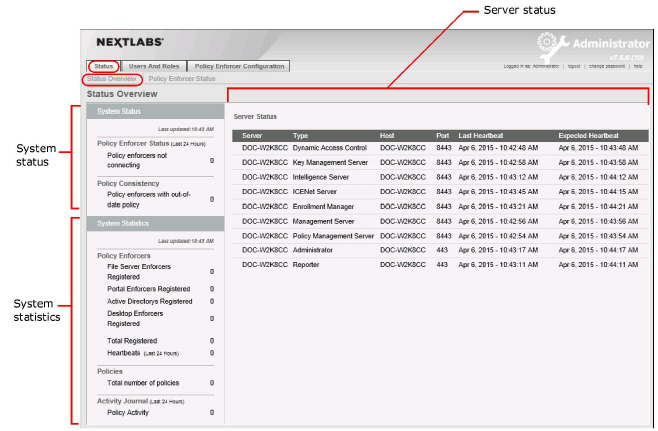 Server status
NEXTLABS
Administrator
v7.5.0
Status Users And Roles Policy Enforcer Configuration
Logged in as: Administrator | logout | change password | help
Status Overview Policy Enforcer Status
Status Overview
System Status
Last updated:10:43 AM
Policy Enforcer Status (Last 24 Hours)
Policy enforcers not connecting 0
Policy Consistency
Policy enforcers with out-of-date policy 0
System status
System Statistics
Last updated:10:43 AM
Policy Enforcers
File Server Enforcers Registered 0
Portal Enforcers Registered 0
Active Directorys Registered 0
Desktop Enforcers Registered 0
Total Registered 0
Heartbeats (Last 24 Hours) 0
Policies
Total number of policies 0
Activity Journal (Last 24 Hours)
Policy Activity 0
System statistics
Server Status
Server Type Host Port Last Heartbeat Expected Heartbeat
DOC-W2K8CC Dynamic Access Control DOC-W2K8CC 8443 Apr 6, 2015 - 10:42:48 AM Apr 6, 2015 - 10:43:48 AM
DOC-W2K8CC Key Management Server DOC-W2K8CC 8443 Apr 6, 2015 - 10:42:58 AM Apr 6, 2015 - 10:43:58 AM
DOC-W2K8CC Intelligence Server DOC-W2K8CC 8443 Apr 6, 2015 - 10:43:12 AM Apr 6, 2015 - 10:44:12 AM
DOC-W2K8CC ICENet Server DOC-W2K8CC 8443 Apr 6, 2015 - 10:43:45 AM Apr 6, 2015 - 10:44:15 AM
DOC-W2K8CC Enrollment Manager DOC-W2K8CC 8443 Apr 6, 2015 - 10:43:21 AM Apr 6, 2015 - 10:44:21 AM
DOC-W2K8CC Management Server DOC-W2K8CC 8443 Apr 6, 2015 - 10:42:56 AM Apr 6, 2015 - 10:43:56 AM
DOC-W2K8CC Policy Management Server DOC-W2K8CC 8443 Apr 6, 2015 - 10:42:54 AM Apr 6, 2015 - 10:43:54 AM
DOC-W2K8CC Administrator DOC-W2K8CC 443 Apr 6, 2015 - 10:43:17 AM Apr 6, 2015 - 10:44:17 AM
DOC-W2K8CC Reporter DOC-W2K8CC 443 Apr 6, 2015 - 10:43:11 AM Apr 6, 2015 - 10:44:11 AM